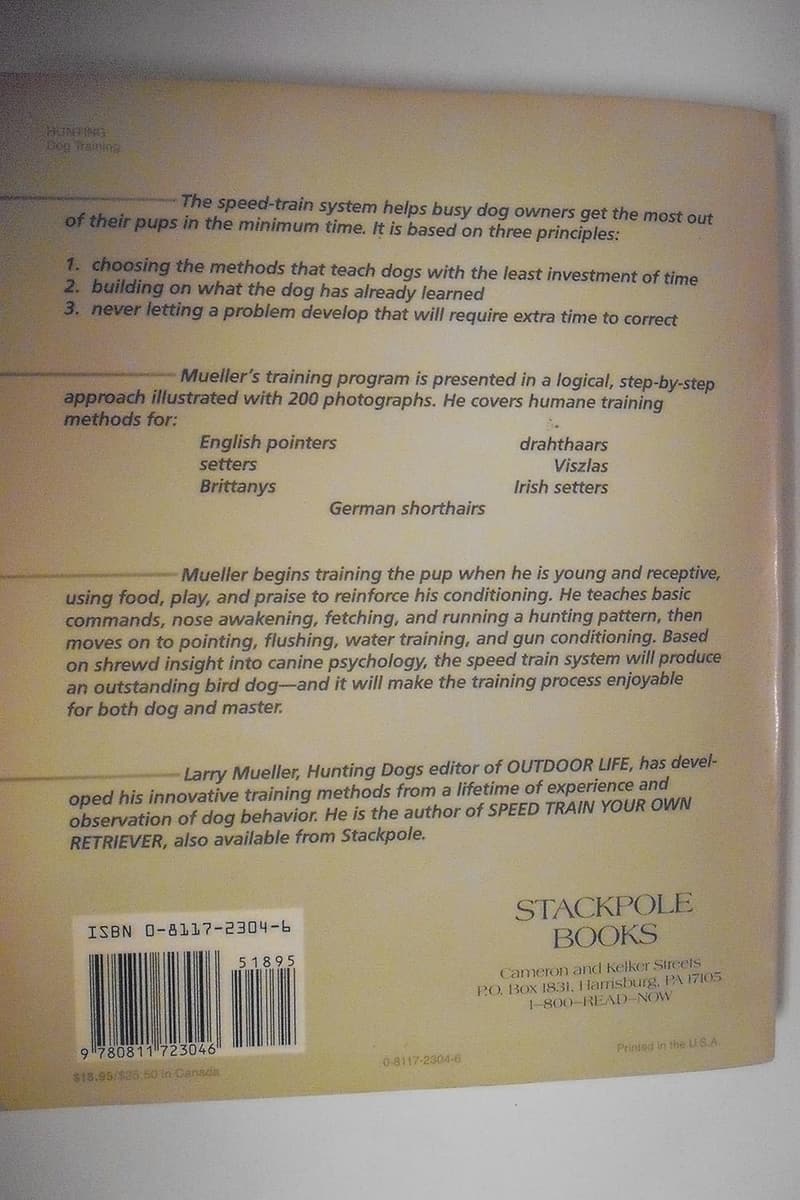 HUNTING
Dog Training
The speed-train system helps busy dog owners get the most out
of their pups in the minimum time. It is based on three principles:
1. choosing the methods that teach dogs with the least investment of time
2. building on what the dog has already learned
3. never letting a problem develop that will require extra time to correct
Mueller's training program is presented in a logical, step-by-step
approach illustrated with 200 photographs. He covers humane training
methods for:
English pointers drahthaars
setters Viszlas
Brittanys Irish setters
German shorthairs
Mueller begins training the pup when he is young and receptive,
using food, play, and praise to reinforce his conditioning. He teaches basic
commands, nose awakening, fetching, and running a hunting pattern, then
moves on to pointing, flushing, water training, and gun conditioning. Based
on shrewd insight into canine psychology, the speed train system will produce
an outstanding bird dog—and it will make the training process enjoyable
for both dog and master.
Larry Mueller, Hunting Dogs editor of OUTDOOR LIFE, has devel-
oped his innovative training methods from a lifetime of experience and
observation of dog behavior. He is the author of SPEED TRAIN YOUR OWN
RETRIEVER, also available from Stackpole.
ISBN 0-8117-2304-6
51895
9 780811 723046
$18.95/$25.50 in Canada
0-8117-2304-6
STACKPOLE
BOOKS
Cameron and Kelker Streets
P.O. Box 1831, Harrisburg, PA 17105
1-800-READ-NOW
Printed in the U.S.A.